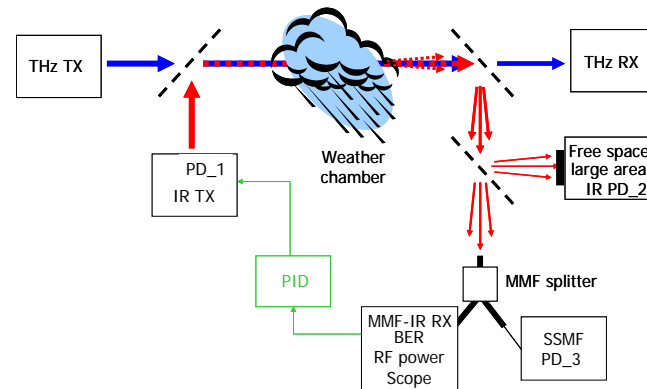 THz TX
THz RX
Weather
chamber
PD_1
IR TX
Free space
large area
IR PD_2
PID
MMF splitter
MMF-IR RX
BER
RF power
Scope
SSMF
PD_3